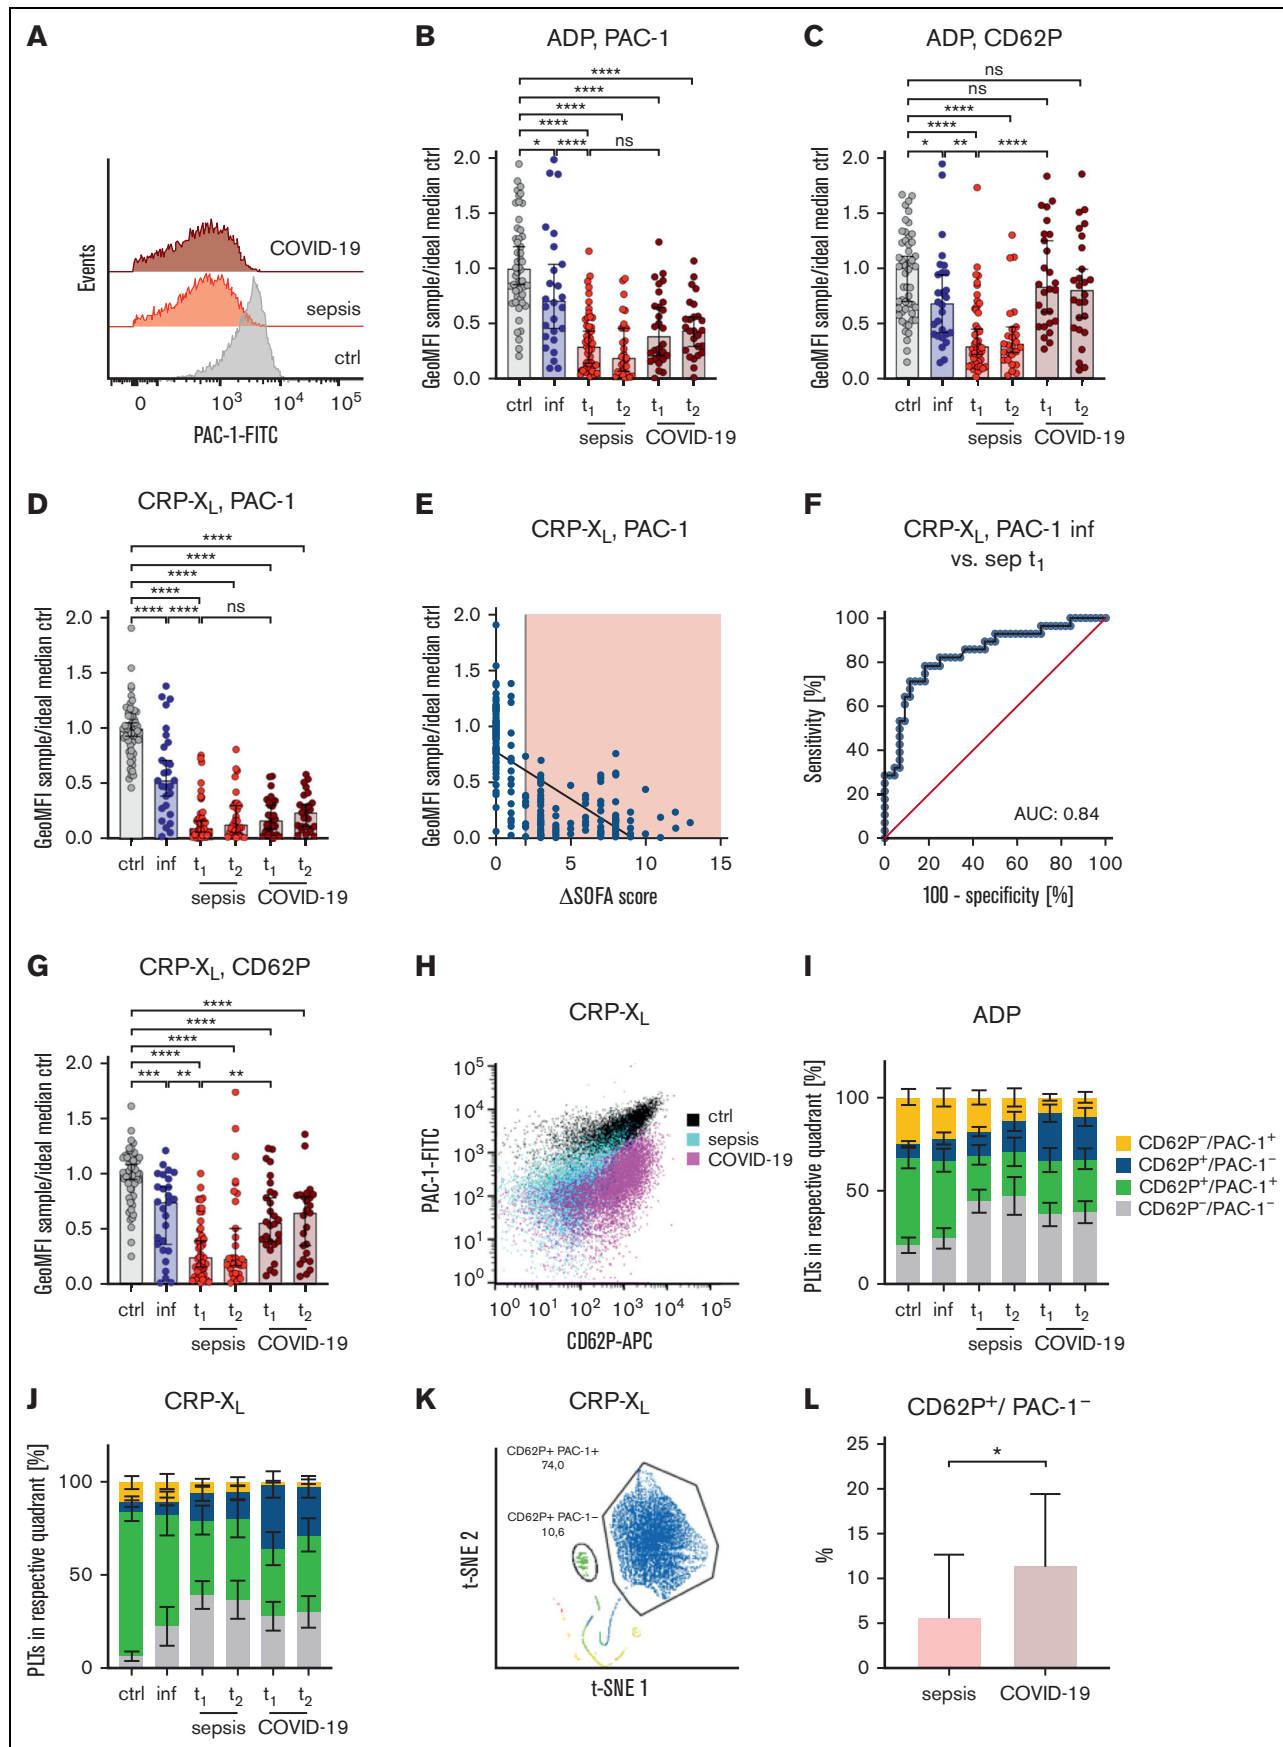 A
COVID-19
sepsis
ctrl
Events
0 10³ 10⁴ 10⁵
PAC-1-FITC
B
ADP, PAC-1
****
****
****
****
* **** ns
GeoMFI sample/ideal median ctrl
2.0
1.5
1.0
0.5
0.0
ctrl inf t₁ t₂ t₁ t₂
sepsis COVID-19
C
ADP, CD62P
ns
ns
****
****
* ** ****
GeoMFI sample/ideal median ctrl
2.0
1.5
1.0
0.5
0.0
ctrl inf t₁ t₂ t₁ t₂
sepsis COVID-19
D
CRP-X_L, PAC-1
****
****
****
****
**** **** ns
GeoMFI sample/ideal median ctrl
2.0
1.5
1.0
0.5
0.0
ctrl inf t₁ t₂ t₁ t₂
sepsis COVID-19
E
CRP-X_L, PAC-1
GeoMFI sample/ideal median ctrl
2.0
1.5
1.0
0.5
0.0
0 5 10 15
ΔSOFA score
F
CRP-X_L, PAC-1 inf
vs. sep t₁
Sensitivity [%]
100
80
60
40
20
0
AUC: 0.84
0 20 40 60 80 100
100 - specificity [%]
G
CRP-X_L, CD62P
****
****
****
****
*** ** **
GeoMFI sample/ideal median ctrl
2.0
1.5
1.0
0.5
0.0
ctrl inf t₁ t₂ t₁ t₂
sepsis COVID-19
H
CRP-X_L
PAC-1-FITC
10⁵
10⁴
10³
10²
10¹
10⁰
ctrl
sepsis
COVID-19
10⁰ 10¹ 10² 10³ 10⁴ 10⁵
CD62P-APC
I
ADP
PLTs in respective quadrant [%]
100
50
0
CD62P⁻/PAC-1⁺
CD62P⁺/PAC-1⁻
CD62P⁺/PAC-1⁺
CD62P⁻/PAC-1⁻
ctrl inf t₁ t₂ t₁ t₂
sepsis COVID-19
J
CRP-X_L
PLTs in respective quadrant [%]
100
50
0
ctrl inf t₁ t₂ t₁ t₂
sepsis COVID-19
K
CRP-X_L
CD62P+ PAC-1+
74,0
CD62P+ PAC-1−
10,6
t-SNE 2
t-SNE 1
L
CD62P⁺/ PAC-1⁻
*
%
25
20
15
10
5
0
sepsis COVID-19